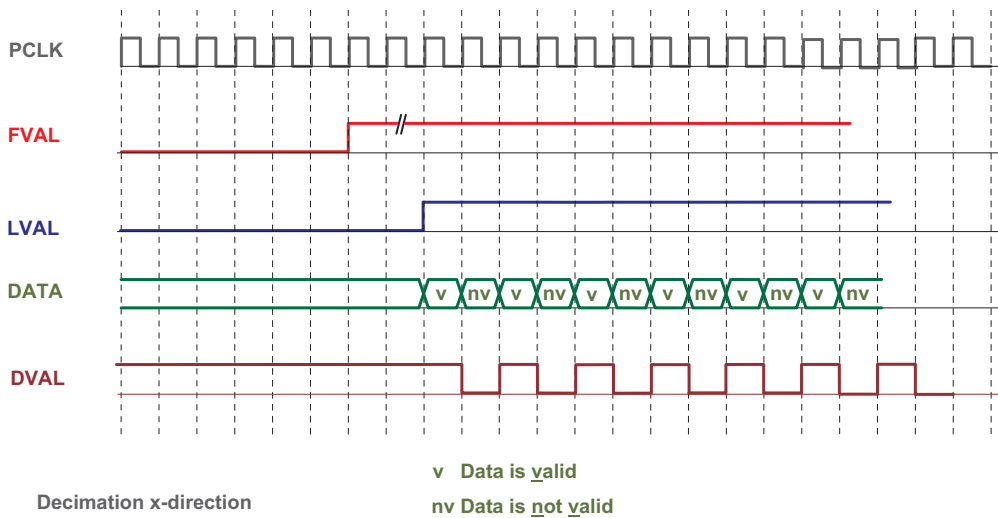 PCLK
FVAL
LVAL
DATA
v nv v nv v nv v nv v nv v nv
DVAL
v Data is valid
Decimation x-direction
nv Data is not valid